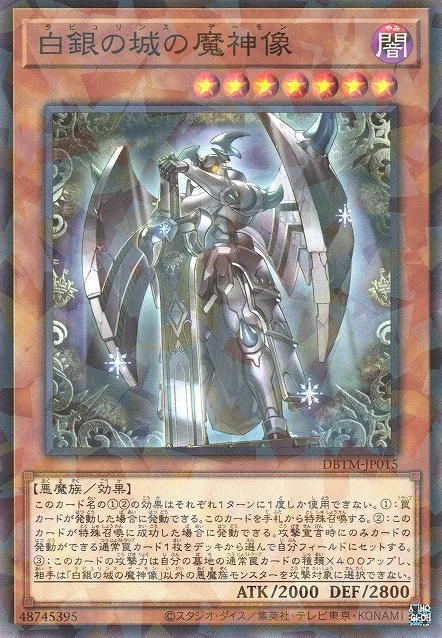 ラビュリンス デーモン
白銀の城の魔神像
やみ
闇
DBTM-JP015
【悪魔族／効果】
このカード名の①②の効果はそれぞれ1ターンに1度しか使用できない。①：罠
カードが発動した場合に発動できる。このカードを手札から特殊召喚する。②：こ
のカードが特殊召喚に成功した場合に発動できる。攻撃宣言時にのみカードの
発動ができる通常罠カード1枚をデッキから選んで自分フィールドにセットする。
③：このカードの攻撃力は自分の墓地の通常罠カードの種類×400アップし、
相手は「白銀の城の魔神像」以外の悪魔族モンスターを攻撃対象に選択できない。
ATK/2000 DEF/2800
48745395 ©スタジオ・ダイス／集英社・テレビ東京・KONAMI